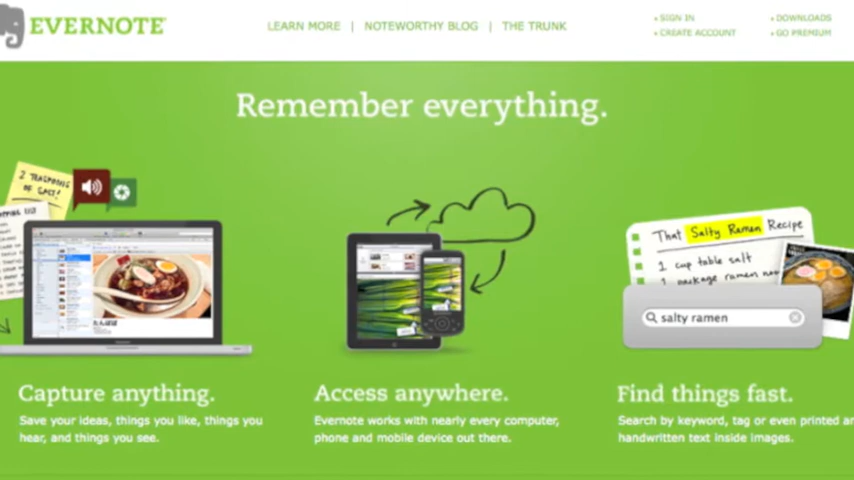 EVERNOTE
LEARN MORE | NOTEWORTHY BLOG | THE TRUNK
SIGN IN
CREATE ACCOUNT
DOWNLOADS
GO PREMIUM
Remember everything.
2 TEASPOONS
OF SALT!
That Salty Ramen Recipe
1. cup table salt
1 package ramen
salty ramen
Capture anything.
Save your ideas, things you like, things you
hear, and things you see.
Access anywhere.
Evernote works with nearly every computer,
phone and mobile device out there.
Find things fast.
Search by keyword, tag or even printed
handwritten text inside images.